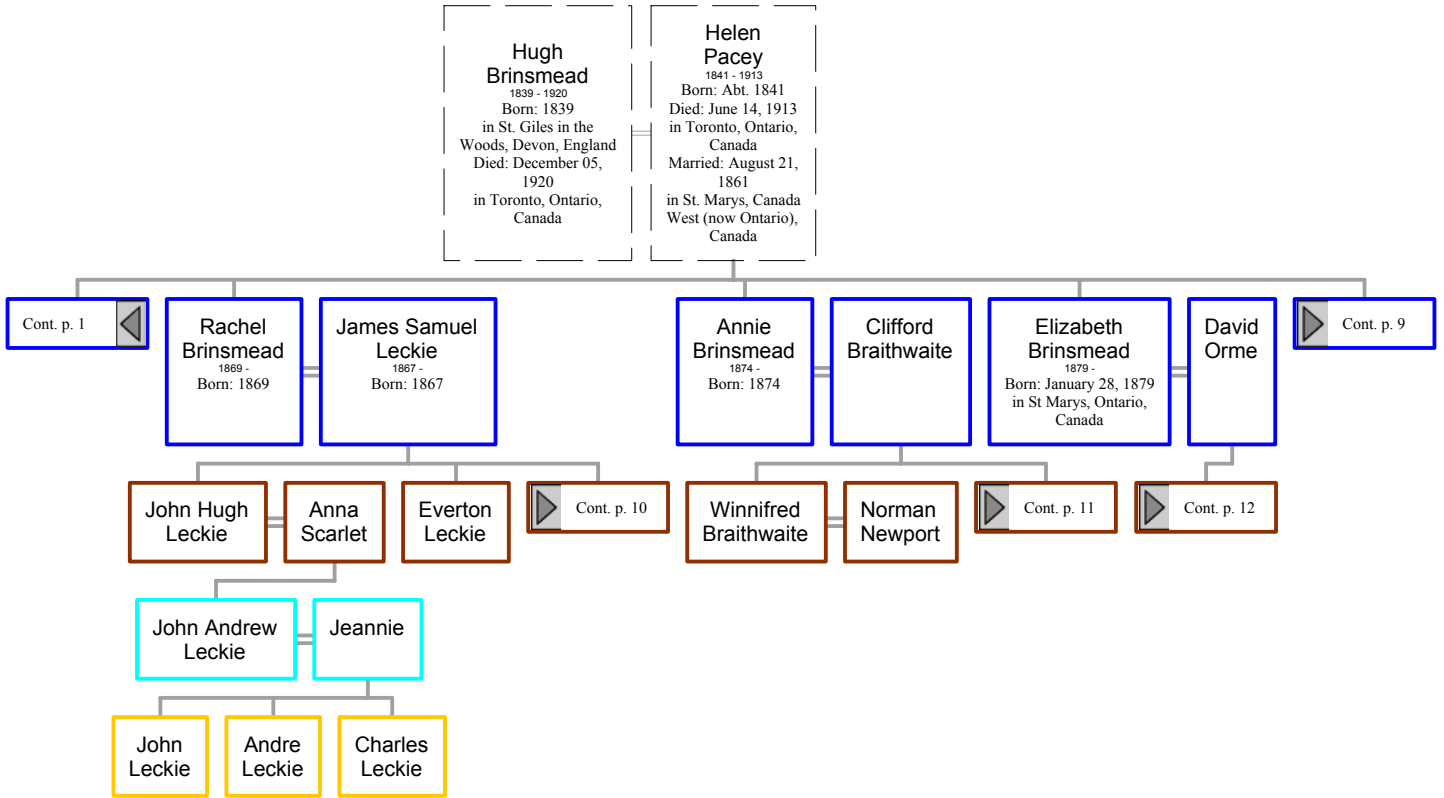 Hugh
Brinsmead
1839 - 1920
Born: 1839
in St. Giles in the
Woods, Devon, England
Died: December 05,
1920
in Toronto, Ontario,
Canada
Helen
Pacey
1841 - 1913
Born: Abt. 1841
Died: June 14, 1913
in Toronto, Ontario,
Canada
Married: August 21,
1861
in St. Marys, Canada
West (now Ontario),
Canada
Cont. p. 1
Rachel
Brinsmead
1869 -
Born: 1869
James Samuel
Leckie
1867 -
Born: 1867
Annie
Brinsmead
1874 -
Born: 1874
Clifford
Braithwaite
Elizabeth
Brinsmead
1879 -
Born: January 28, 1879
in St Marys, Ontario,
Canada
David
Orme
Cont. p. 9
John Hugh
Leckie
Anna
Scarlet
Everton
Leckie
Cont. p. 10
Winnifred
Braithwaite
Norman
Newport
Cont. p. 11
Cont. p. 12
John Andrew
Leckie
Jeannie
John
Leckie
Andre
Leckie
Charles
Leckie